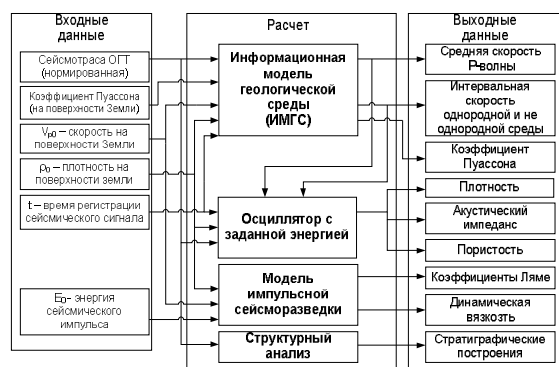 Входные
данные
Сейсмотраса ОГТ
(нормированная)
Коэффициент Пуассона
(на поверхности Земли)
Vp0 – скорость на
поверхности Земли
ρ0 – плотность на
поверхности земли
t – время регистрации
сейсмического сигнала
E0- энергия
сейсмического
импульса
Расчет
Информационная
модель
геологической
среды
(ИМГС)
Осциллятор с
заданной энергией
Модель
импульсной
сейсморазведки
Структурный
анализ
Выходные
данные
Средняя скорость
Р-волны
Интервальная
скорость
однородной и не
однородной среды
Коэффициент
Пуассона
Плотность
Акустический
импеданс
Пористость
Коэффициенты Ляме
Динамическая
вязкозть
Стратиграфические
построения